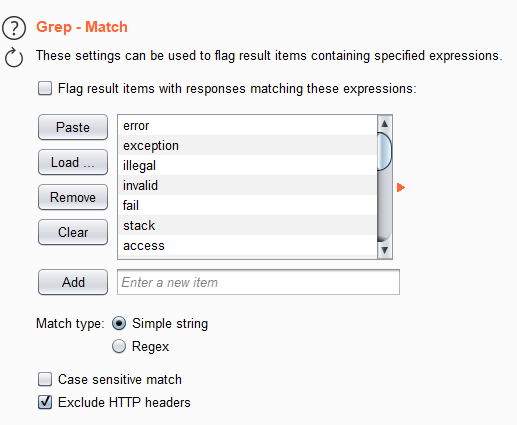 ?
Grep - Match
These settings can be used to flag result items containing specified expressions.
Flag result items with responses matching these expressions:
Paste
Load ...
Remove
Clear
error
exception
illegal
invalid
fail
stack
access
Add
Enter a new item
Match type:
Simple string
Regex
Case sensitive match
Exclude HTTP headers